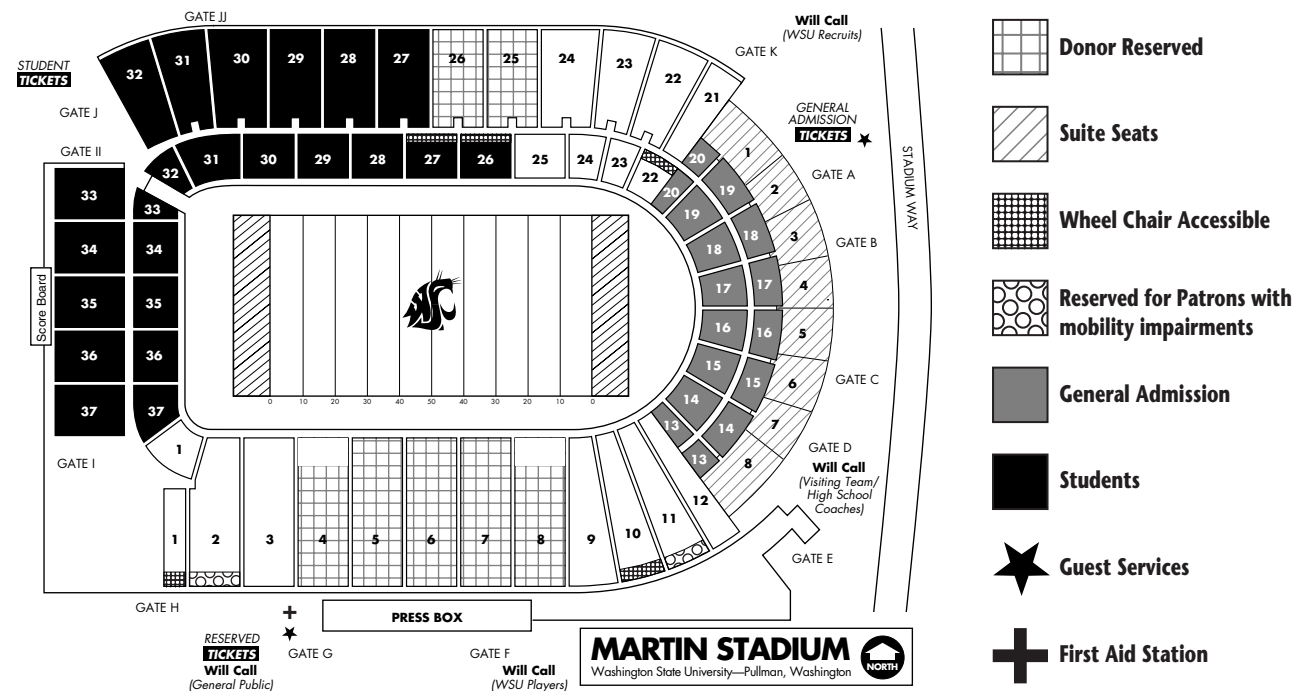 GATE JJ
Will Call
(WSU Recruits)
GATE K
STUDENT
TICKETS
GATE J
GATE II
32
31
30
29
28
27
26
25
24
23
22
21
GENERAL
ADMISSION
TICKETS
GATE A
GATE B
GATE C
GATE D
Will Call
(Visiting Team/
High School
Coaches)
GATE E
STADIUM WAY
32
31
30
29
28
27
26
25
24
23
22
20
20
1
2
3
4
5
6
7
8
19
18
17
16
15
14
13
19
18
17
16
15
14
13
33
34
35
36
37
33
34
35
36
37
Score Board
GATE I
0 10 20 30 40 50 40 30 20 10 0
1
1
2
3
4
5
6
7
8
9
10
11
12
GATE H
PRESS BOX
RESERVED
TICKETS
Will Call
(General Public)
GATE G
GATE F
Will Call
(WSU Players)
MARTIN STADIUM
Washington State University—Pullman, Washington
NORTH
Donor Reserved
Suite Seats
Wheel Chair Accessible
Reserved for Patrons with
mobility impairments
General Admission
Students
Guest Services
First Aid Station